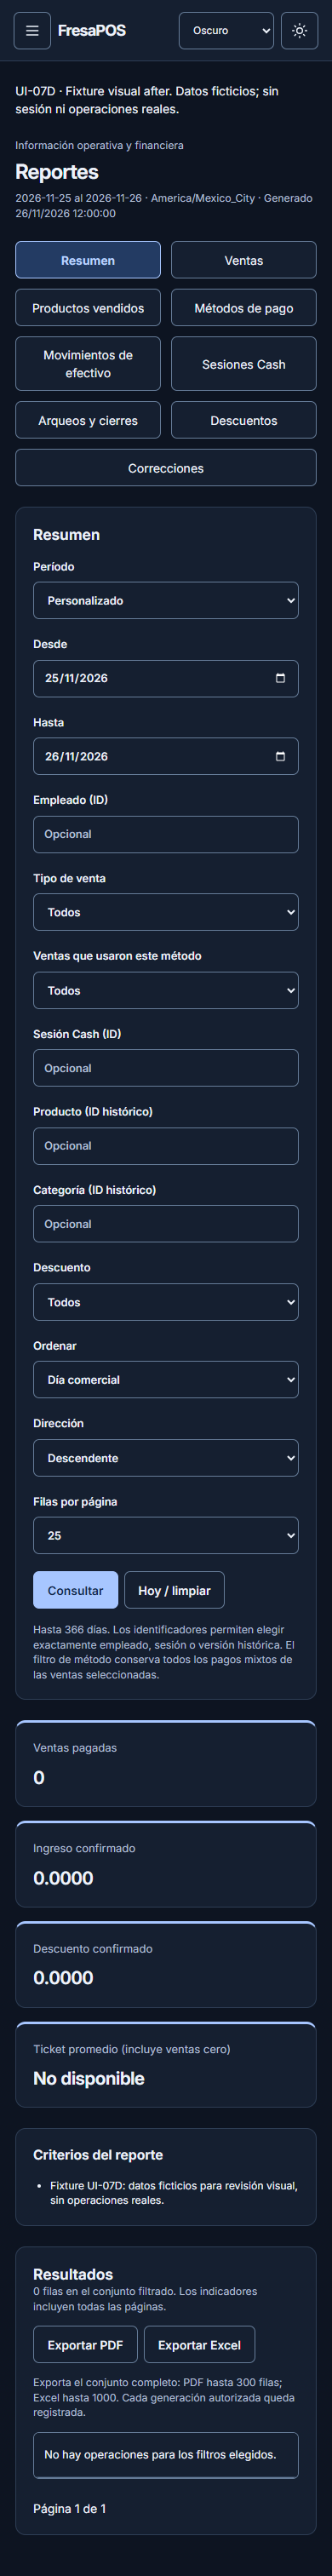 FresaPOS
Oscuro
UI-07D · Fixture visual after. Datos ficticios; sin
sesión ni operaciones reales.
Información operativa y financiera
Reportes
2026-11-25 al 2026-11-26 · America/Mexico_City · Generado
26/11/2026 12:00:00
Resumen
Ventas
Productos vendidos
Métodos de pago
Movimientos de
efectivo
Sesiones Cash
Arqueos y cierres
Descuentos
Correcciones
Resumen
Período
Personalizado
Desde
25/11/2026
Hasta
26/11/2026
Empleado (ID)
Opcional
Tipo de venta
Todos
Ventas que usaron este método
Todos
Sesión Cash (ID)
Opcional
Producto (ID histórico)
Opcional
Categoría (ID histórico)
Opcional
Descuento
Todos
Ordenar
Día comercial
Dirección
Descendente
Filas por página
25
Consultar
Hoy / limpiar
Hasta 366 días. Los identificadores permiten elegir
exactamente empleado, sesión o versión histórica. El
filtro de método conserva todos los pagos mixtos de
las ventas seleccionadas.
Ventas pagadas
0
Ingreso confirmado
0.0000
Descuento confirmado
0.0000
Ticket promedio (incluye ventas cero)
No disponible
Criterios del reporte
• Fixture UI-07D: datos ficticios para revisión visual,
sin operaciones reales.
Resultados
0 filas en el conjunto filtrado. Los indicadores
incluyen todas las páginas.
Exportar PDF
Exportar Excel
Exporta el conjunto completo: PDF hasta 300 filas;
Excel hasta 1000. Cada generación autorizada queda
registrada.
No hay operaciones para los filtros elegidos.
Página 1 de 1